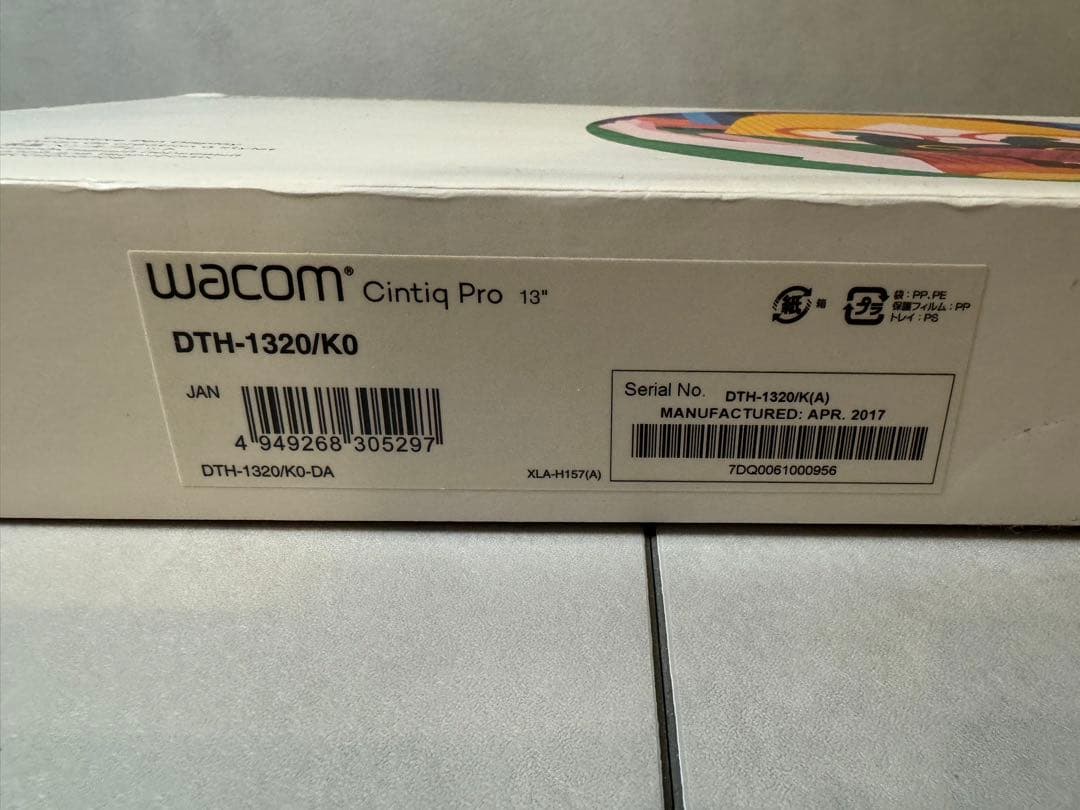 wacom® Cintiq Pro 13"
DTH-1320/K0
JAN
4 949268 305297
DTH-1320/K0-DA
XLA-H157(A)
紙 箱
プラ
袋：PP,PE
保護フィルム：PP
トレイ：PS
Serial No. DTH-1320/K(A)
MANUFACTURED: APR. 2017
7DQ0061000956